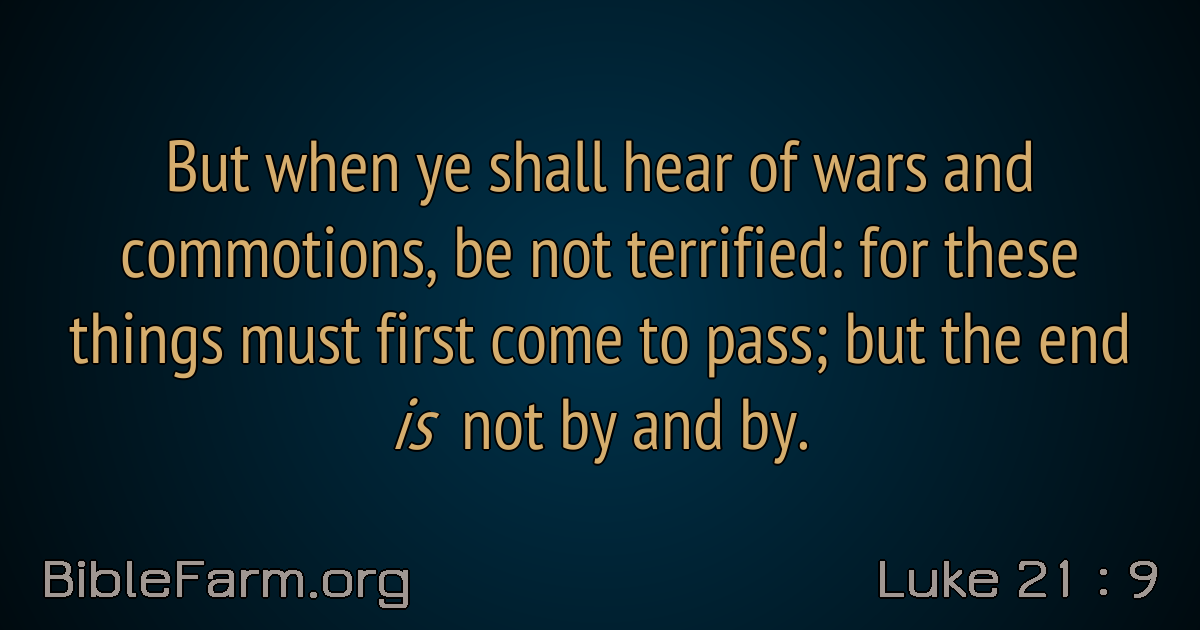 But when ye shall hear of wars and
commotions, be not terrified: for these
things must first come to pass; but the end
is not by and by.
BibleFarm.org
Luke 21 : 9